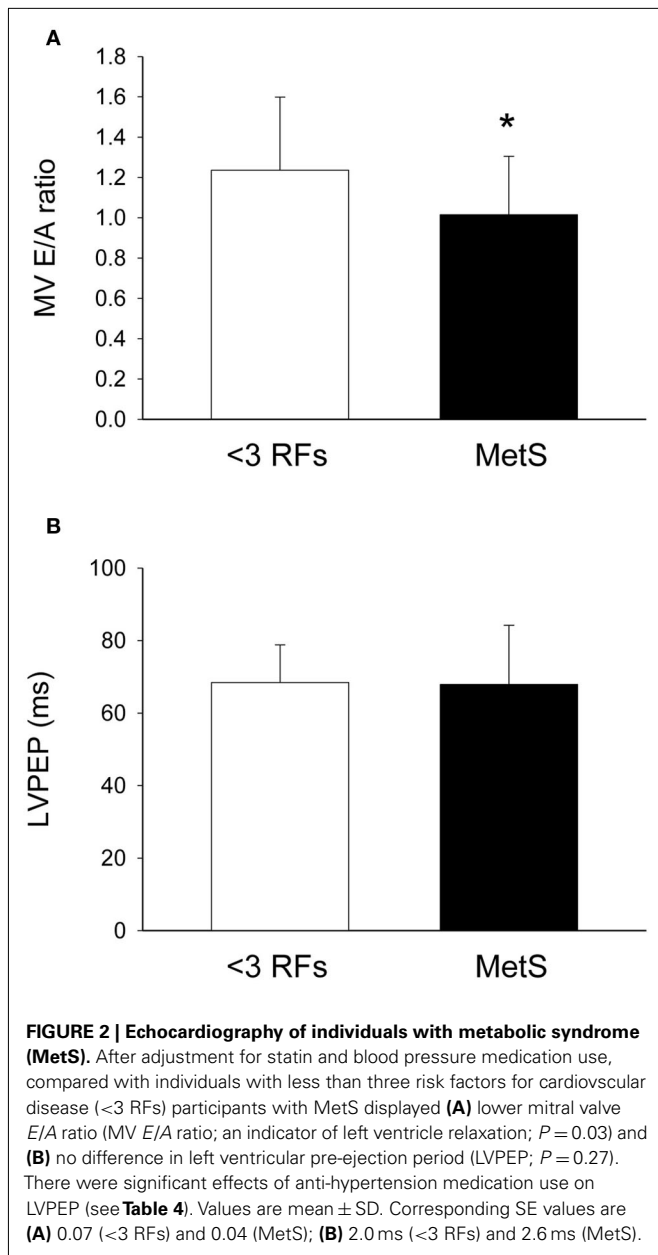 A
1.8
1.6
1.4
1.2
1.0
0.8
0.6
0.4
0.2
0.0
MV E/A ratio
*
<3 RFs MetS
B
100
80
60
40
20
0
LVPEP (ms)
<3 RFs MetS
FIGURE 2 | Echocardiography of individuals with metabolic syndrome
(MetS). After adjustment for statin and blood pressure medication use,
compared with individuals with less than three risk factors for cardiovscular
disease (<3 RFs) participants with MetS displayed (A) lower mitral valve
E/A ratio (MV E/A ratio; an indicator of left ventricle relaxation; P = 0.03) and
(B) no difference in left ventricular pre-ejection period (LVPEP; P = 0.27).
There were significant effects of anti-hypertension medication use on
LVPEP (see Table 4). Values are mean ± SD. Corresponding SE values are
(A) 0.07 (<3 RFs) and 0.04 (MetS); (B) 2.0 ms (<3 RFs) and 2.6 ms (MetS).